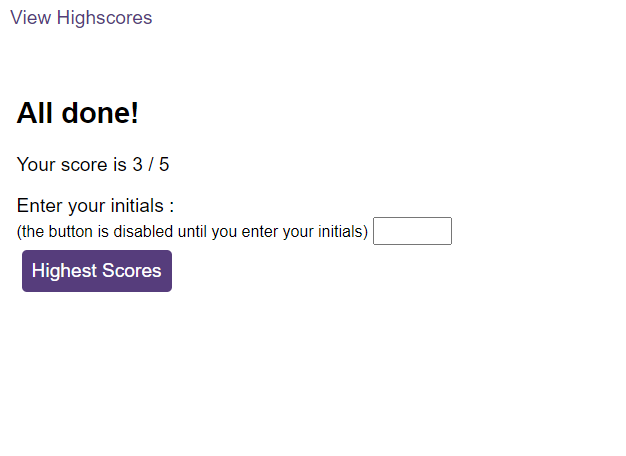 View Highscores
All done!
Your score is 3 / 5
Enter your initials :
(the button is disabled until you enter your initials)
Highest Scores